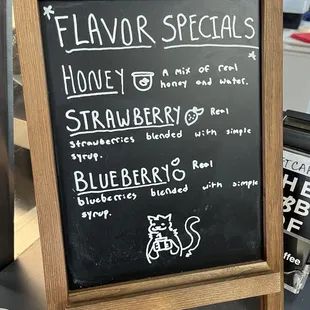 FLAVOR SPECIALS
HONEY A mix of real
honey and water.
STRAWBERRY Real
strawberries blended with simple
syrup.
BLUEBERRY Real
blueberries blended with simple
syrup.